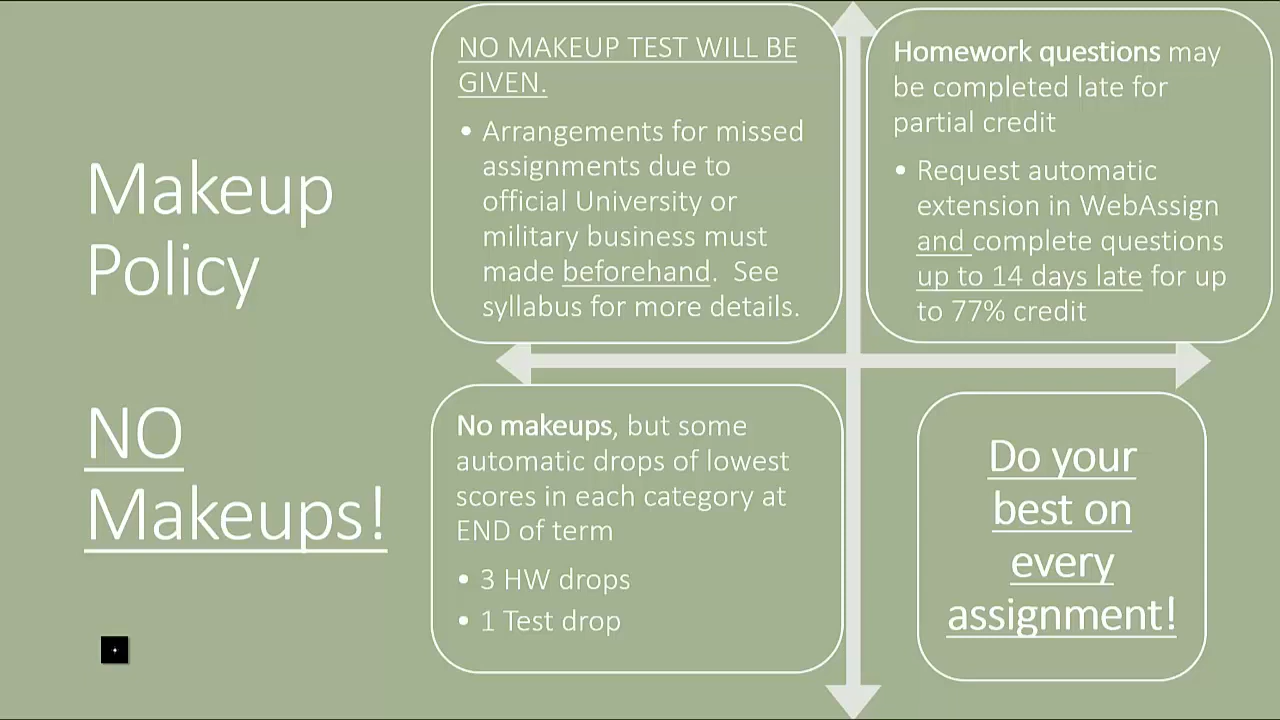 Makeup
Policy
NO
Makeups!
NO MAKEUP TEST WILL BE
GIVEN.
• Arrangements for missed
assignments due to
official University or
military business must
made beforehand.  See
syllabus for more details.
Homework questions may
be completed late for
partial credit
• Request automatic
extension in WebAssign
and complete questions
up to 14 days late for up
to 77% credit
No makeups, but some
automatic drops of lowest
scores in each category at
END of term
• 3 HW drops
• 1 Test drop
Do your
best on
every
assignment!